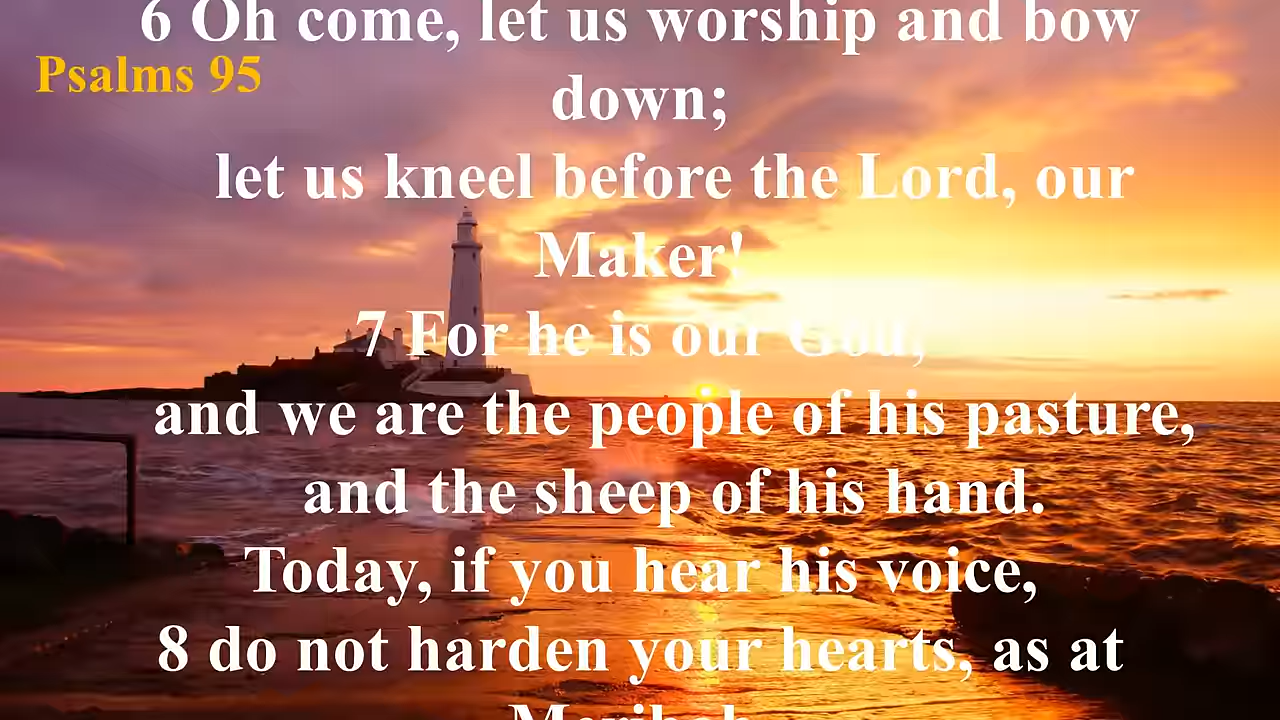 6 Oh come, let us worship and bow
Psalms 95
down;
let us kneel before the Lord, our
Maker!
7 For he is our God,
and we are the people of his pasture,
and the sheep of his hand.
Today, if you hear his voice,
8 do not harden your hearts, as at
Meribah,